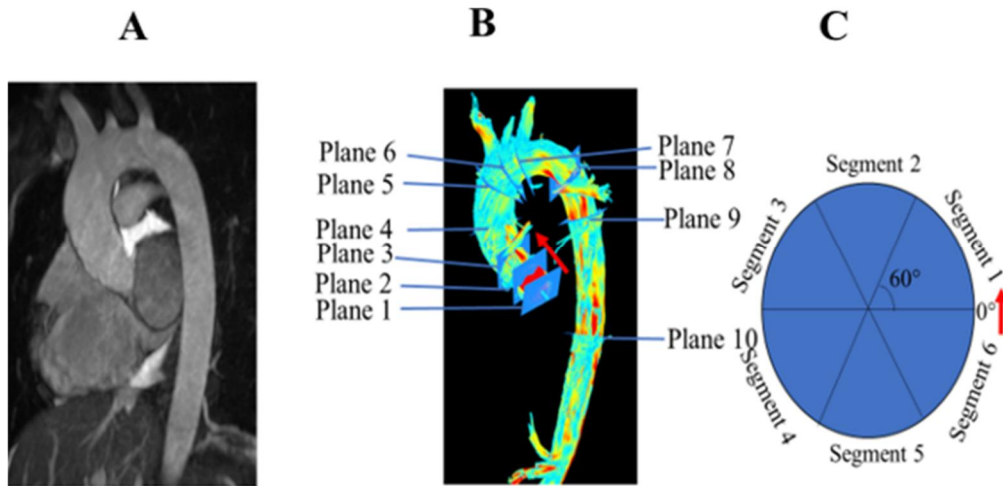 A
B
C
Plane 6
Plane 5
Plane 4
Plane 3
Plane 2
Plane 1
Plane 7
Plane 8
Plane 9
Plane 10
Segment 2
Segment 3
Segment 1
60°
0°
Segment 4
Segment 6
Segment 5